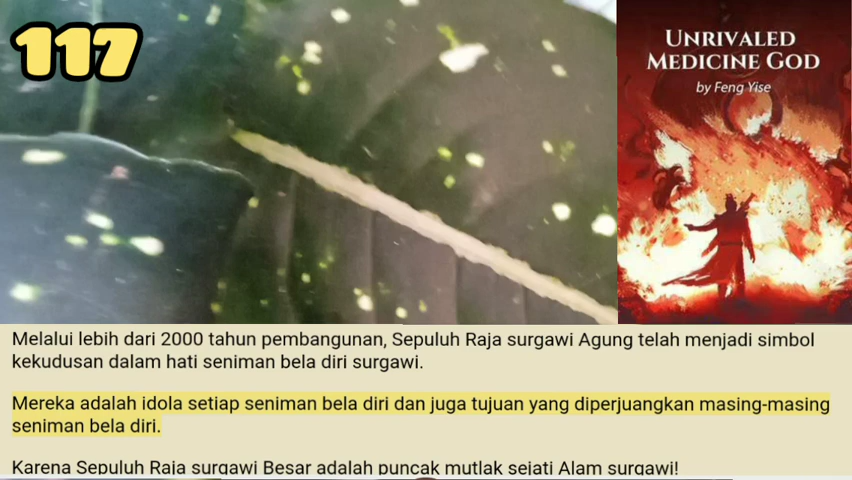 117
UNRIVALED
MEDICINE GOD
by Feng Yise
Melalui lebih dari 2000 tahun pembangunan, Sepuluh Raja surgawi Agung telah menjadi simbol
kekudusan dalam hati seniman bela diri surgawi.
Mereka adalah idola setiap seniman bela diri dan juga tujuan yang diperjuangkan masing-masing
seniman bela diri.
Karena Sepuluh Raja surgawi Besar adalah puncak mutlak sejati Alam surgawi!